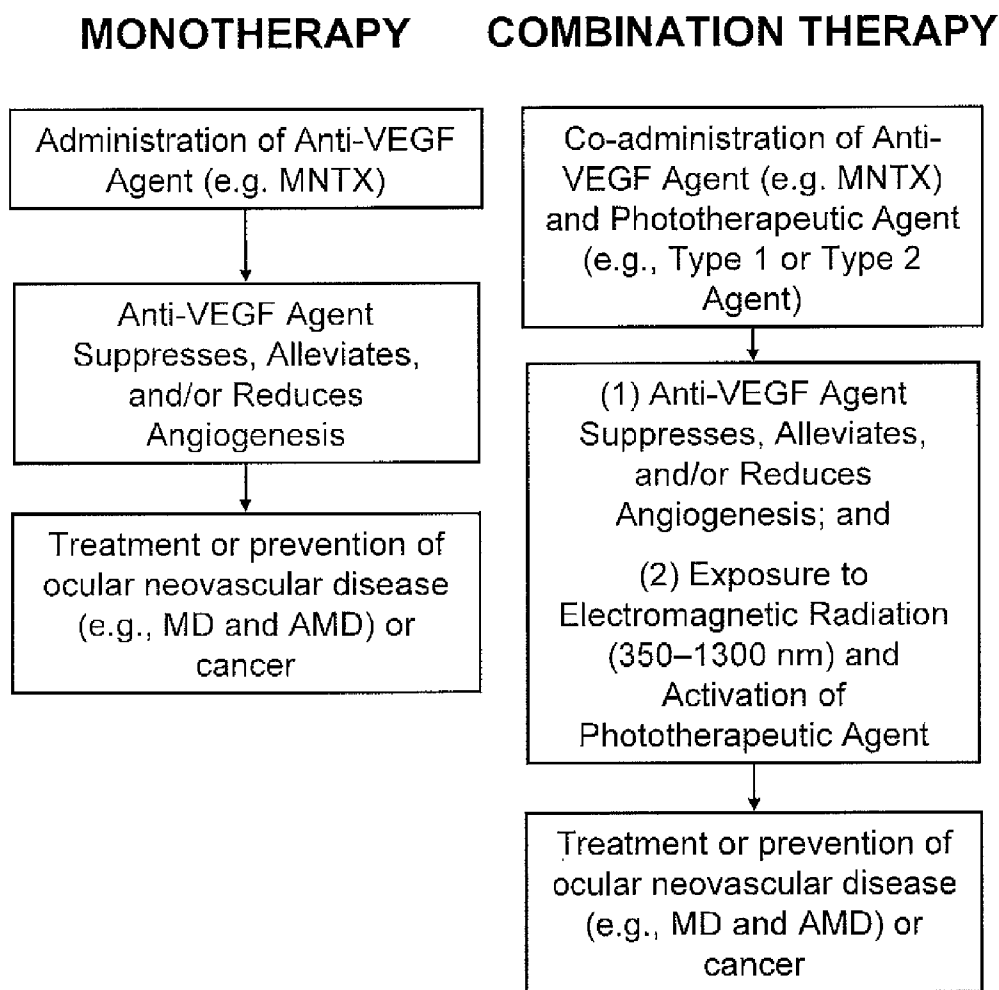 MONOTHERAPY
Administration of Anti-VEGF
Agent (e.g. MNTX)
Anti-VEGF Agent
Suppresses, Alleviates,
and/or Reduces
Angiogenesis
Treatment or prevention of
ocular neovascular disease
(e.g., MD and AMD) or
cancer
COMBINATION THERAPY
Co-administration of Anti-
VEGF Agent (e.g. MNTX)
and Phototherapeutic Agent
(e.g., Type 1 or Type 2
Agent)
(1) Anti-VEGF Agent
Suppresses, Alleviates,
and/or Reduces
Angiogenesis; and
(2) Exposure to
Electromagnetic Radiation
(350–1300 nm) and
Activation of
Phototherapeutic Agent
Treatment or prevention of
ocular neovascular disease
(e.g., MD and AMD) or
cancer